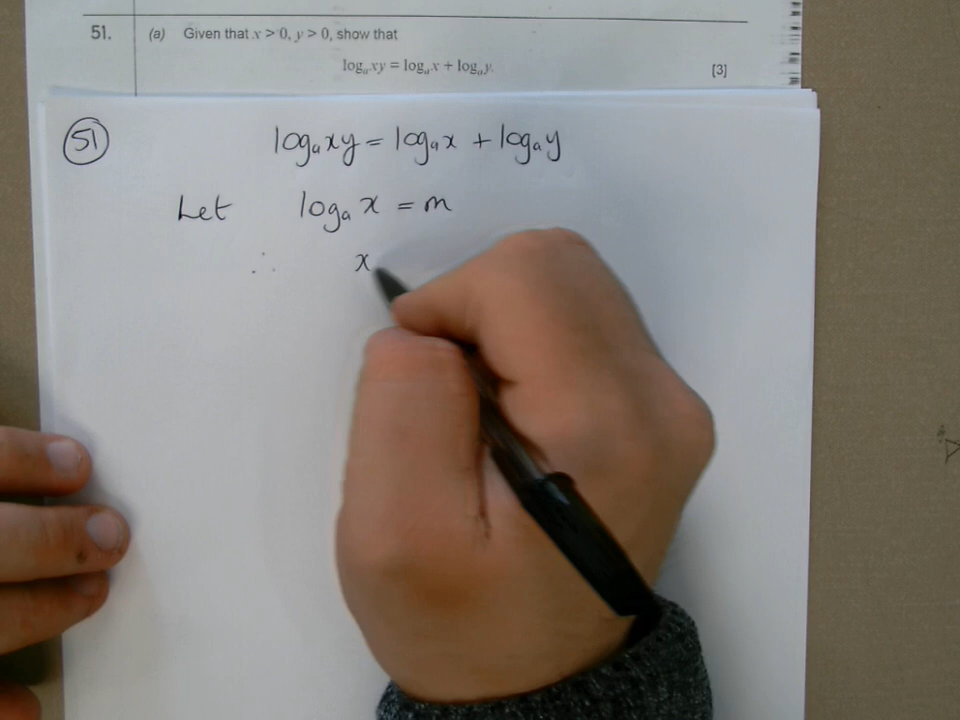 51. (a) Given that x > 0, y > 0, show that
logₐxy = logₐx + logₐy. [3]
51 logₐxy = logₐx + logₐy
Let logₐx = m
∴ x